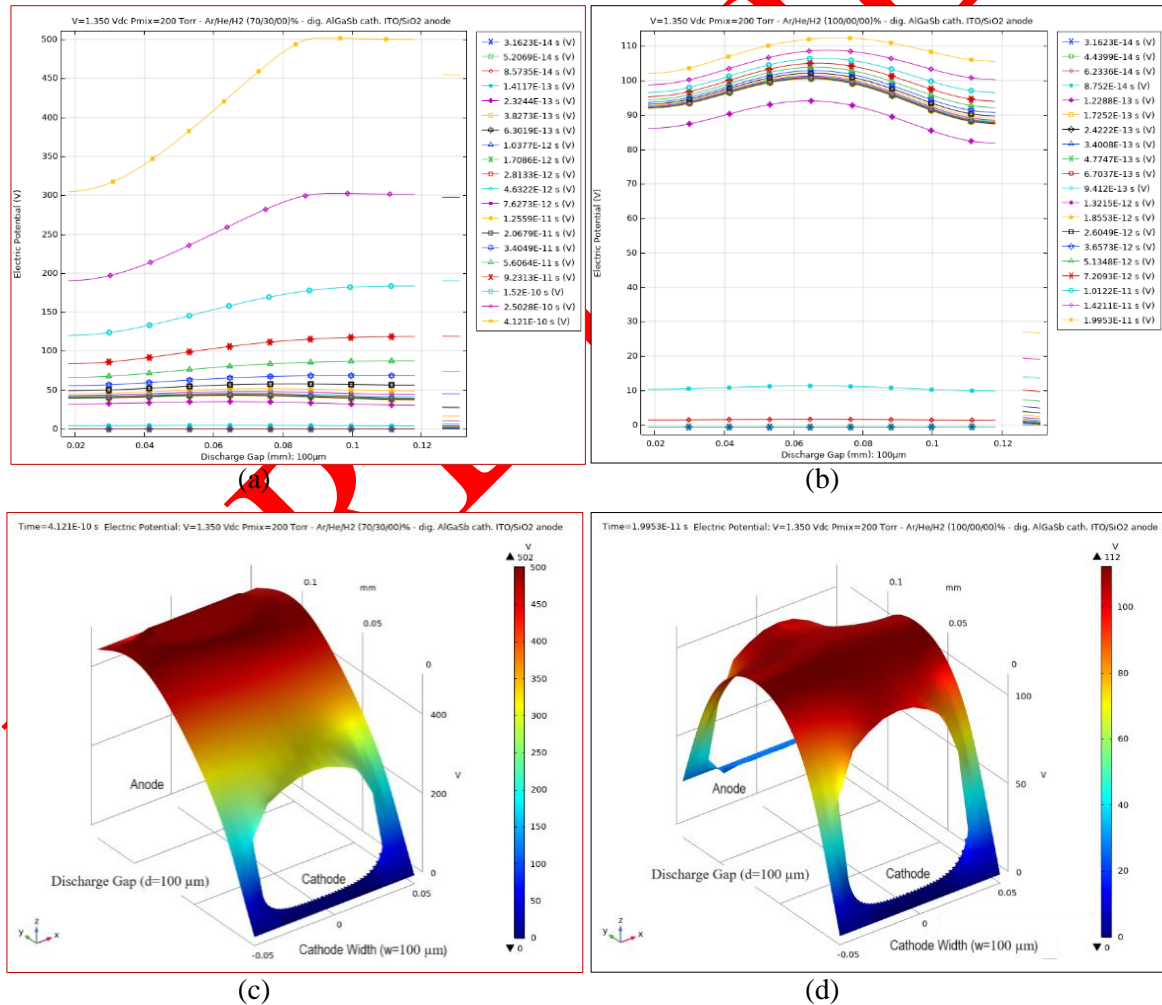 V=1.350 Vdc Pmix=200 Torr - Ar/He/H2 (70/30/00)% - dig. AlGaSb cath. ITO/SiO2 anode
500
450
400
350
300
250
200
150
100
50
0
Electric Potential (V)
0.02 0.04 0.06 0.08 0.1 0.12
Discharge Gap (mm): 100µm
3.1623E-14 s (V)
5.2069E-14 s (V)
8.5735E-14 s (V)
1.4117E-13 s (V)
2.3244E-13 s (V)
3.8273E-13 s (V)
6.3019E-13 s (V)
1.0377E-12 s (V)
1.7086E-12 s (V)
2.8133E-12 s (V)
4.6322E-12 s (V)
7.6273E-12 s (V)
1.2559E-11 s (V)
2.0679E-11 s (V)
3.4049E-11 s (V)
5.6064E-11 s (V)
9.2313E-11 s (V)
1.52E-10 s (V)
2.5028E-10 s (V)
4.121E-10 s (V)
(a)
V=1.350 Vdc Pmix=200 Torr - Ar/He/H2 (100/00/00)% - dig. AlGaSb cath. ITO/SiO2 anode
110
100
90
80
70
60
50
40
30
20
10
0
Electric Potential (V)
0.02 0.04 0.06 0.08 0.1 0.12
Discharge Gap (mm): 100µm
3.1623E-14 s (V)
4.4399E-14 s (V)
6.2336E-14 s (V)
8.752E-14 s (V)
1.2288E-13 s (V)
1.7252E-13 s (V)
2.4222E-13 s (V)
3.4008E-13 s (V)
4.7747E-13 s (V)
6.7037E-13 s (V)
9.412E-13 s (V)
1.3215E-12 s (V)
1.8553E-12 s (V)
2.6049E-12 s (V)
3.6573E-12 s (V)
5.1348E-12 s (V)
7.2093E-12 s (V)
1.0122E-11 s (V)
1.4211E-11 s (V)
1.9953E-11 s (V)
(b)
Time=4.121E-10 s Electric Potential: V=1.350 Vdc Pmix=200 Torr - Ar/He/H2 (70/30/00)% - dig. AlGaSb cath. ITO/SiO2 anode
V
▲ 502
500
450
400
350
300
250
200
150
100
50
0
▼ 0
0.1
mm
0.05
0
400
V
200
0
Anode
Cathode
Discharge Gap (d=100 µm)
0.05
0
-0.05
Cathode Width (w=100 µm)
y z x
(c)
Time=1.9953E-11 s Electric Potential: V=1.350 Vdc Pmix=200 Torr - Ar/He/H2 (100/00/00)% - dig. AlGaSb cath. ITO/SiO2 anode
V
▲ 112
100
80
60
40
20
0
▼ 0
0.1
mm
0.05
0
100
50
V
0
Anode
Cathode
Discharge Gap (d=100 µm)
0.05
0
-0.05
Cathode Width (w=100 µm)
y z x
(d)